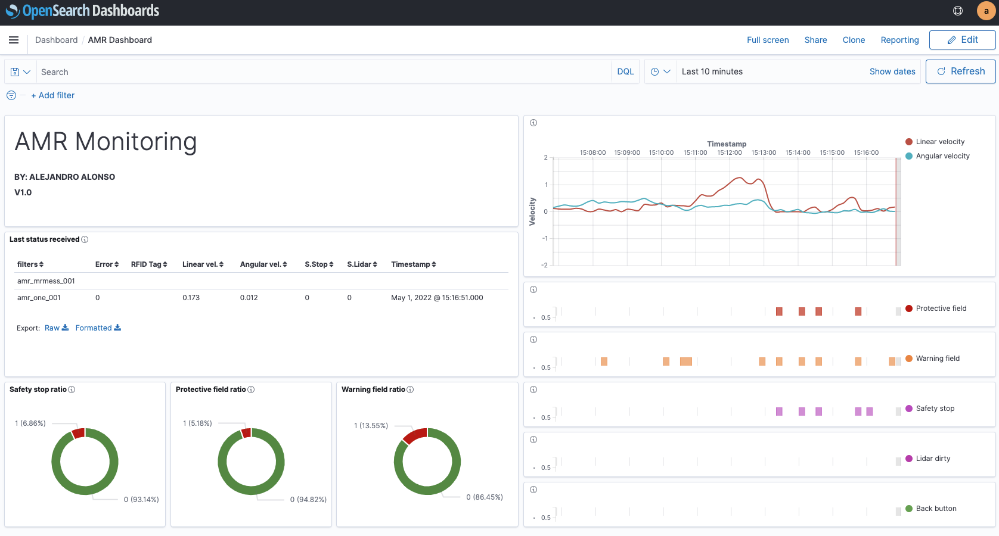 OpenSearch Dashboards
a
Dashboard / AMR Dashboard
Full screen Share Clone Reporting Edit
Search DQL Last 10 minutes Show dates Refresh
+ Add filter
AMR Monitoring
BY: ALEJANDRO ALONSO
V1.0
Last status received
filters Error RFID Tag Linear vel. Angular vel. S.Stop S.Lidar Timestamp
amr_mrmess_001
amr_one_001 0 0.173 0.012 0 0 May 1, 2022 @ 15:16:51.000
Export: Raw Formatted
Safety stop ratio
1 (6.86%)
0 (93.14%)
Protective field ratio
1 (5.18%)
0 (94.82%)
Warning field ratio
1 (13.55%)
0 (86.45%)
Timestamp
15:08:00 15:09:00 15:10:00 15:11:00 15:12:00 15:13:00 15:14:00 15:15:00 15:16:00
2
1
0
-1
-2
Velocity
Linear velocity
Angular velocity
0.5
Protective field
0.5
Warning field
0.5
Safety stop
0.5
Lidar dirty
0.5
Back button